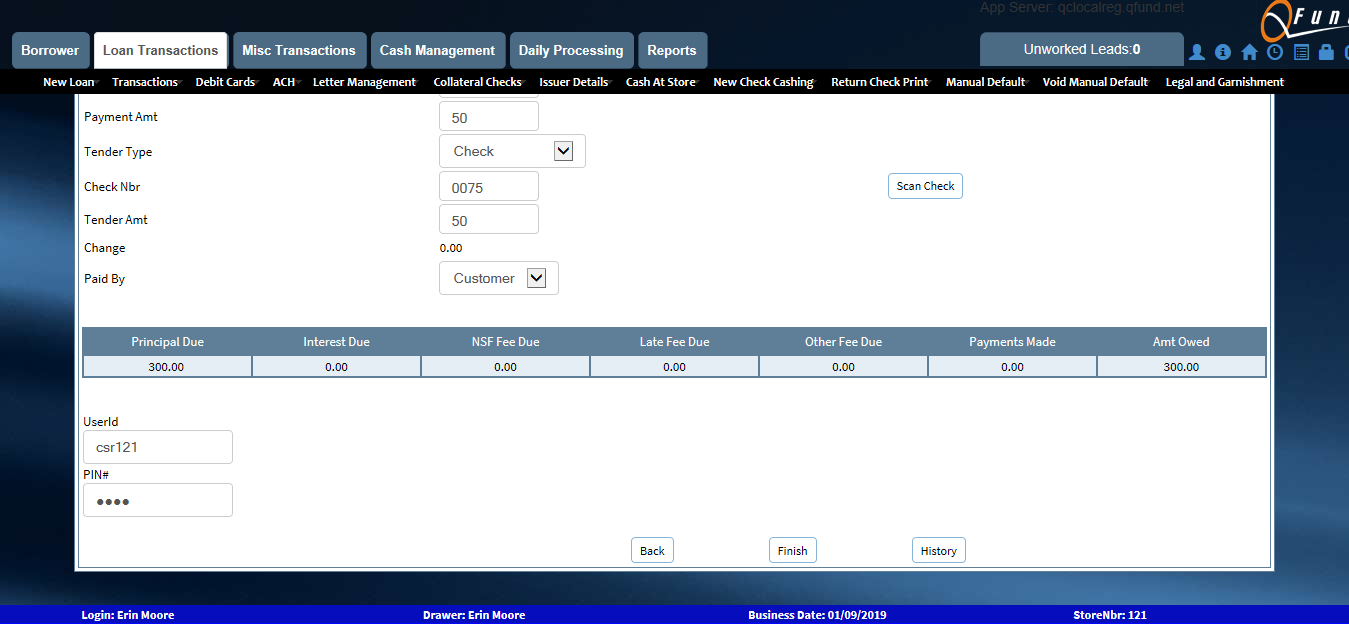 App Server: qclocalreg.qfund.net
QFun
Borrower Loan Transactions Misc Transactions Cash Management Daily Processing Reports Unworked Leads:0
New Loan Transactions Debit Cards ACH Letter Management Collateral Checks Issuer Details Cash At Store New Check Cashing Return Check Print Manual Default Void Manual Default Legal and Garnishment
Payment Amt 50
Tender Type Check
Check Nbr 0075 Scan Check
Tender Amt 50
Change 0.00
Paid By Customer
Principal Due Interest Due NSF Fee Due Late Fee Due Other Fee Due Payments Made Amt Owed
300.00 0.00 0.00 0.00 0.00 0.00 300.00
UserId
csr121
PIN#
••••
Back Finish History
Login: Erin Moore Drawer: Erin Moore Business Date: 01/09/2019 StoreNbr: 121